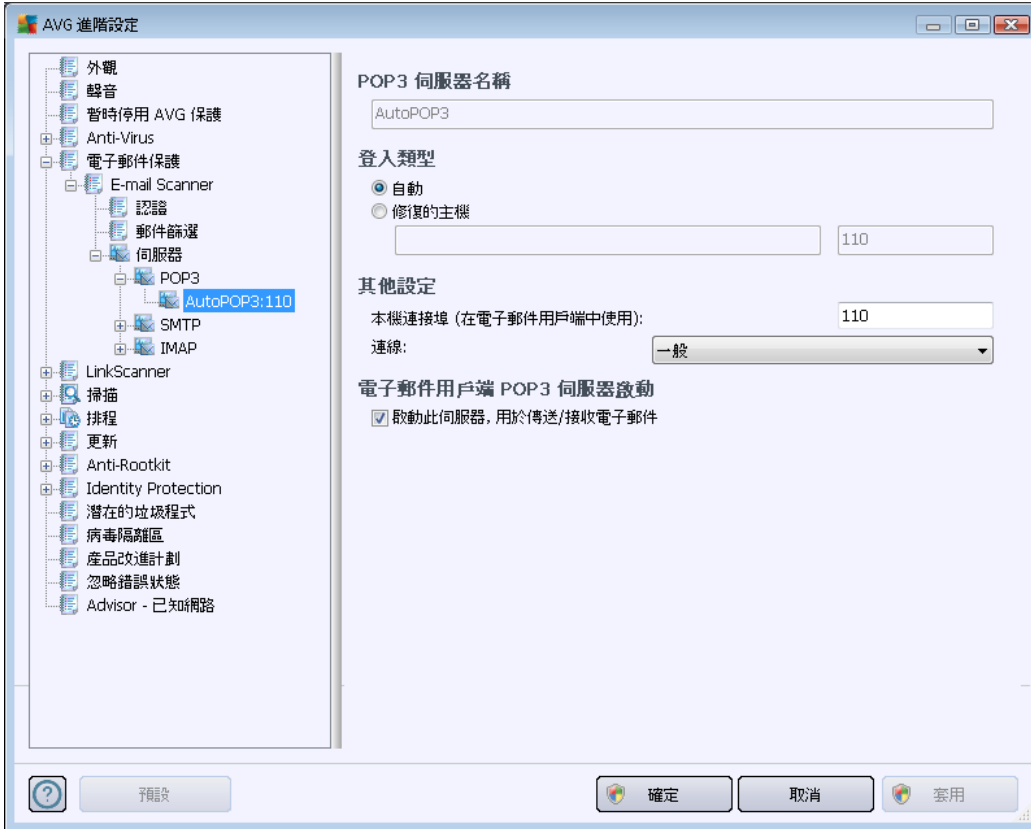 AVG 進階設定
外觀
聲音
暫時停用 AVG 保護
Anti-Virus
電子郵件保護
E-mail Scanner
認證
郵件篩選
伺服器
POP3
AutoPOP3:110
SMTP
IMAP
LinkScanner
掃描
排程
更新
Anti-Rootkit
Identity Protection
潛在的垃圾程式
病毒隔離區
產品改進計劃
忽略錯誤狀態
Advisor - 已知網路
POP3 伺服器名稱
AutoPOP3
登入類型
自動
修復的主機
110
其他設定
本機連接埠 (在電子郵件用戶端中使用): 110
連線: 一般
電子郵件用戶端 POP3 伺服器啟動
啟動此伺服器, 用於傳送/接收電子郵件
預設
確定
取消
套用